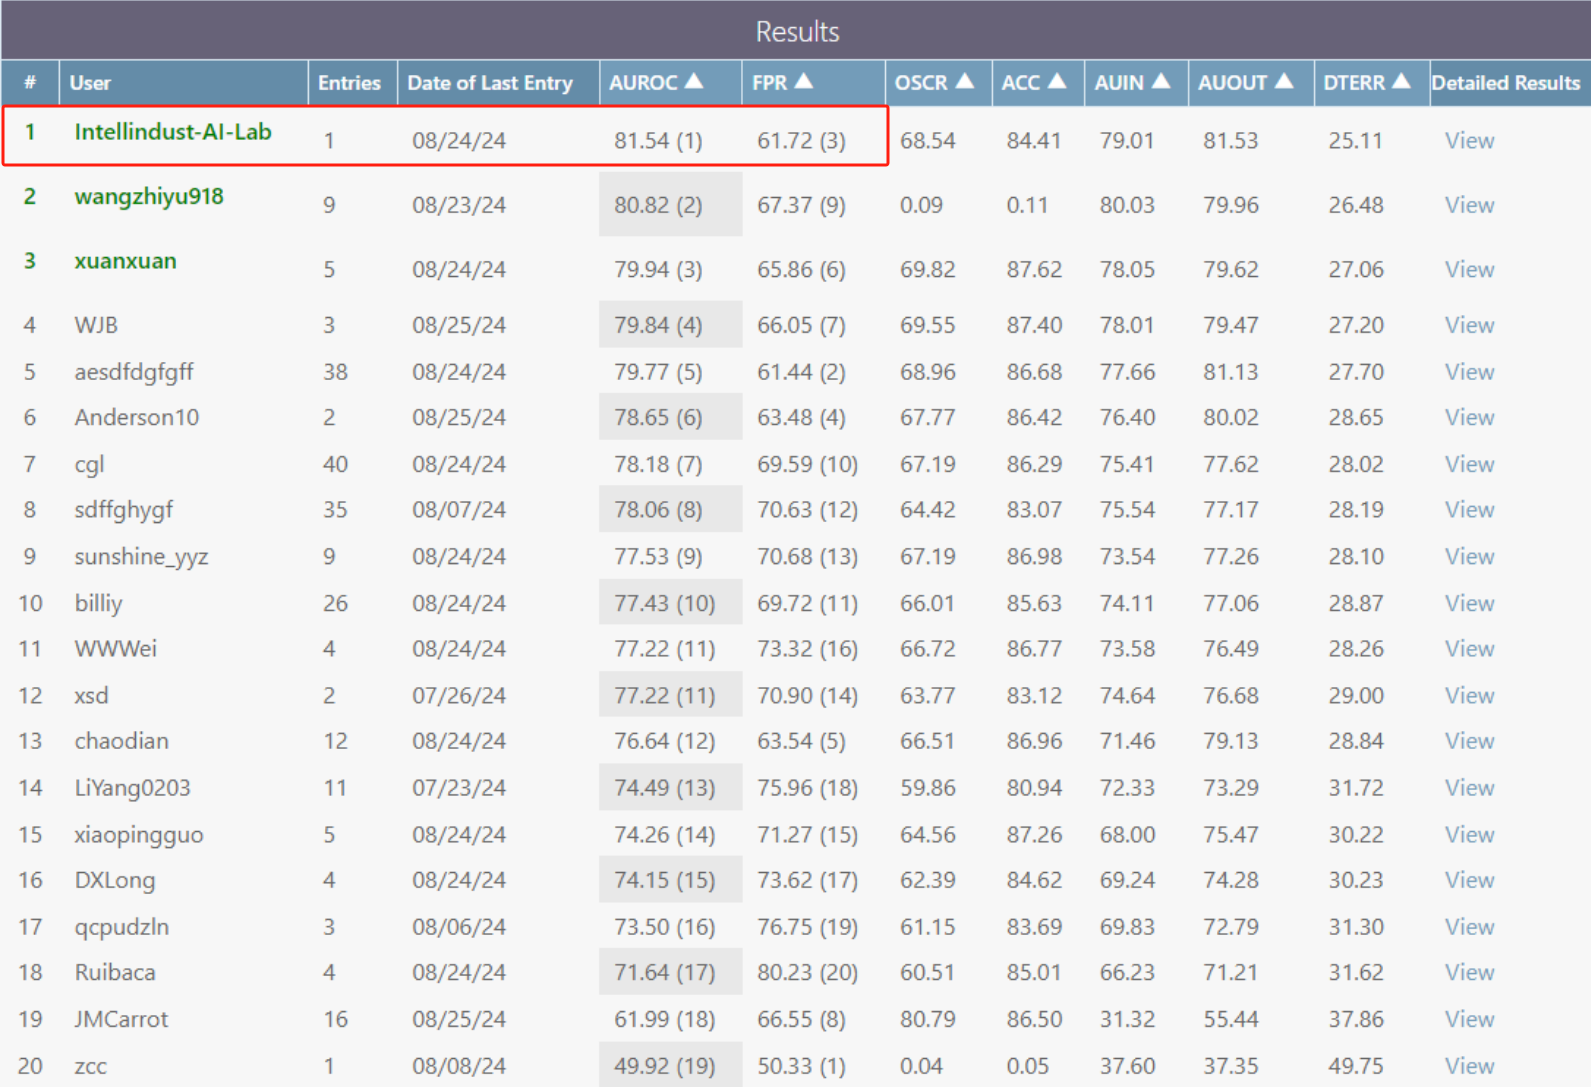 Results
# User Entries Date of Last Entry AUROC ▲ FPR ▲ OSCR ▲ ACC ▲ AUIN ▲ AUOUT ▲ DTERR ▲ Detailed Results
1 Intellindust-AI-Lab 1 08/24/24 81.54 (1) 61.72 (3) 68.54 84.41 79.01 81.53 25.11 View
2 wangzhiyu918 9 08/23/24 80.82 (2) 67.37 (9) 0.09 0.11 80.03 79.96 26.48 View
3 xuanxuan 5 08/24/24 79.94 (3) 65.86 (6) 69.82 87.62 78.05 79.62 27.06 View
4 WJB 3 08/25/24 79.84 (4) 66.05 (7) 69.55 87.40 78.01 79.47 27.20 View
5 aesdfdgfgff 38 08/24/24 79.77 (5) 61.44 (2) 68.96 86.68 77.66 81.13 27.70 View
6 Anderson10 2 08/25/24 78.65 (6) 63.48 (4) 67.77 86.42 76.40 80.02 28.65 View
7 cgl 40 08/24/24 78.18 (7) 69.59 (10) 67.19 86.29 75.41 77.62 28.02 View
8 sdffghygf 35 08/07/24 78.06 (8) 70.63 (12) 64.42 83.07 75.54 77.17 28.19 View
9 sunshine_yyz 9 08/24/24 77.53 (9) 70.68 (13) 67.19 86.98 73.54 77.26 28.10 View
10 billiy 26 08/24/24 77.43 (10) 69.72 (11) 66.01 85.63 74.11 77.06 28.87 View
11 WWWei 4 08/24/24 77.22 (11) 73.32 (16) 66.72 86.77 73.58 76.49 28.26 View
12 xsd 2 07/26/24 77.22 (11) 70.90 (14) 63.77 83.12 74.64 76.68 29.00 View
13 chaodian 12 08/24/24 76.64 (12) 63.54 (5) 66.51 86.96 71.46 79.13 28.84 View
14 LiYang0203 11 07/23/24 74.49 (13) 75.96 (18) 59.86 80.94 72.33 73.29 31.72 View
15 xiaopingguo 5 08/24/24 74.26 (14) 71.27 (15) 64.56 87.26 68.00 75.47 30.22 View
16 DXLong 4 08/24/24 74.15 (15) 73.62 (17) 62.39 84.62 69.24 74.28 30.23 View
17 qcpudzln 3 08/06/24 73.50 (16) 76.75 (19) 61.15 83.69 69.83 72.79 31.30 View
18 Ruibaca 4 08/24/24 71.64 (17) 80.23 (20) 60.51 85.01 66.23 71.21 31.62 View
19 JMCarrot 16 08/25/24 61.99 (18) 66.55 (8) 80.79 86.50 31.32 55.44 37.86 View
20 zcc 1 08/08/24 49.92 (19) 50.33 (1) 0.04 0.05 37.60 37.35 49.75 View